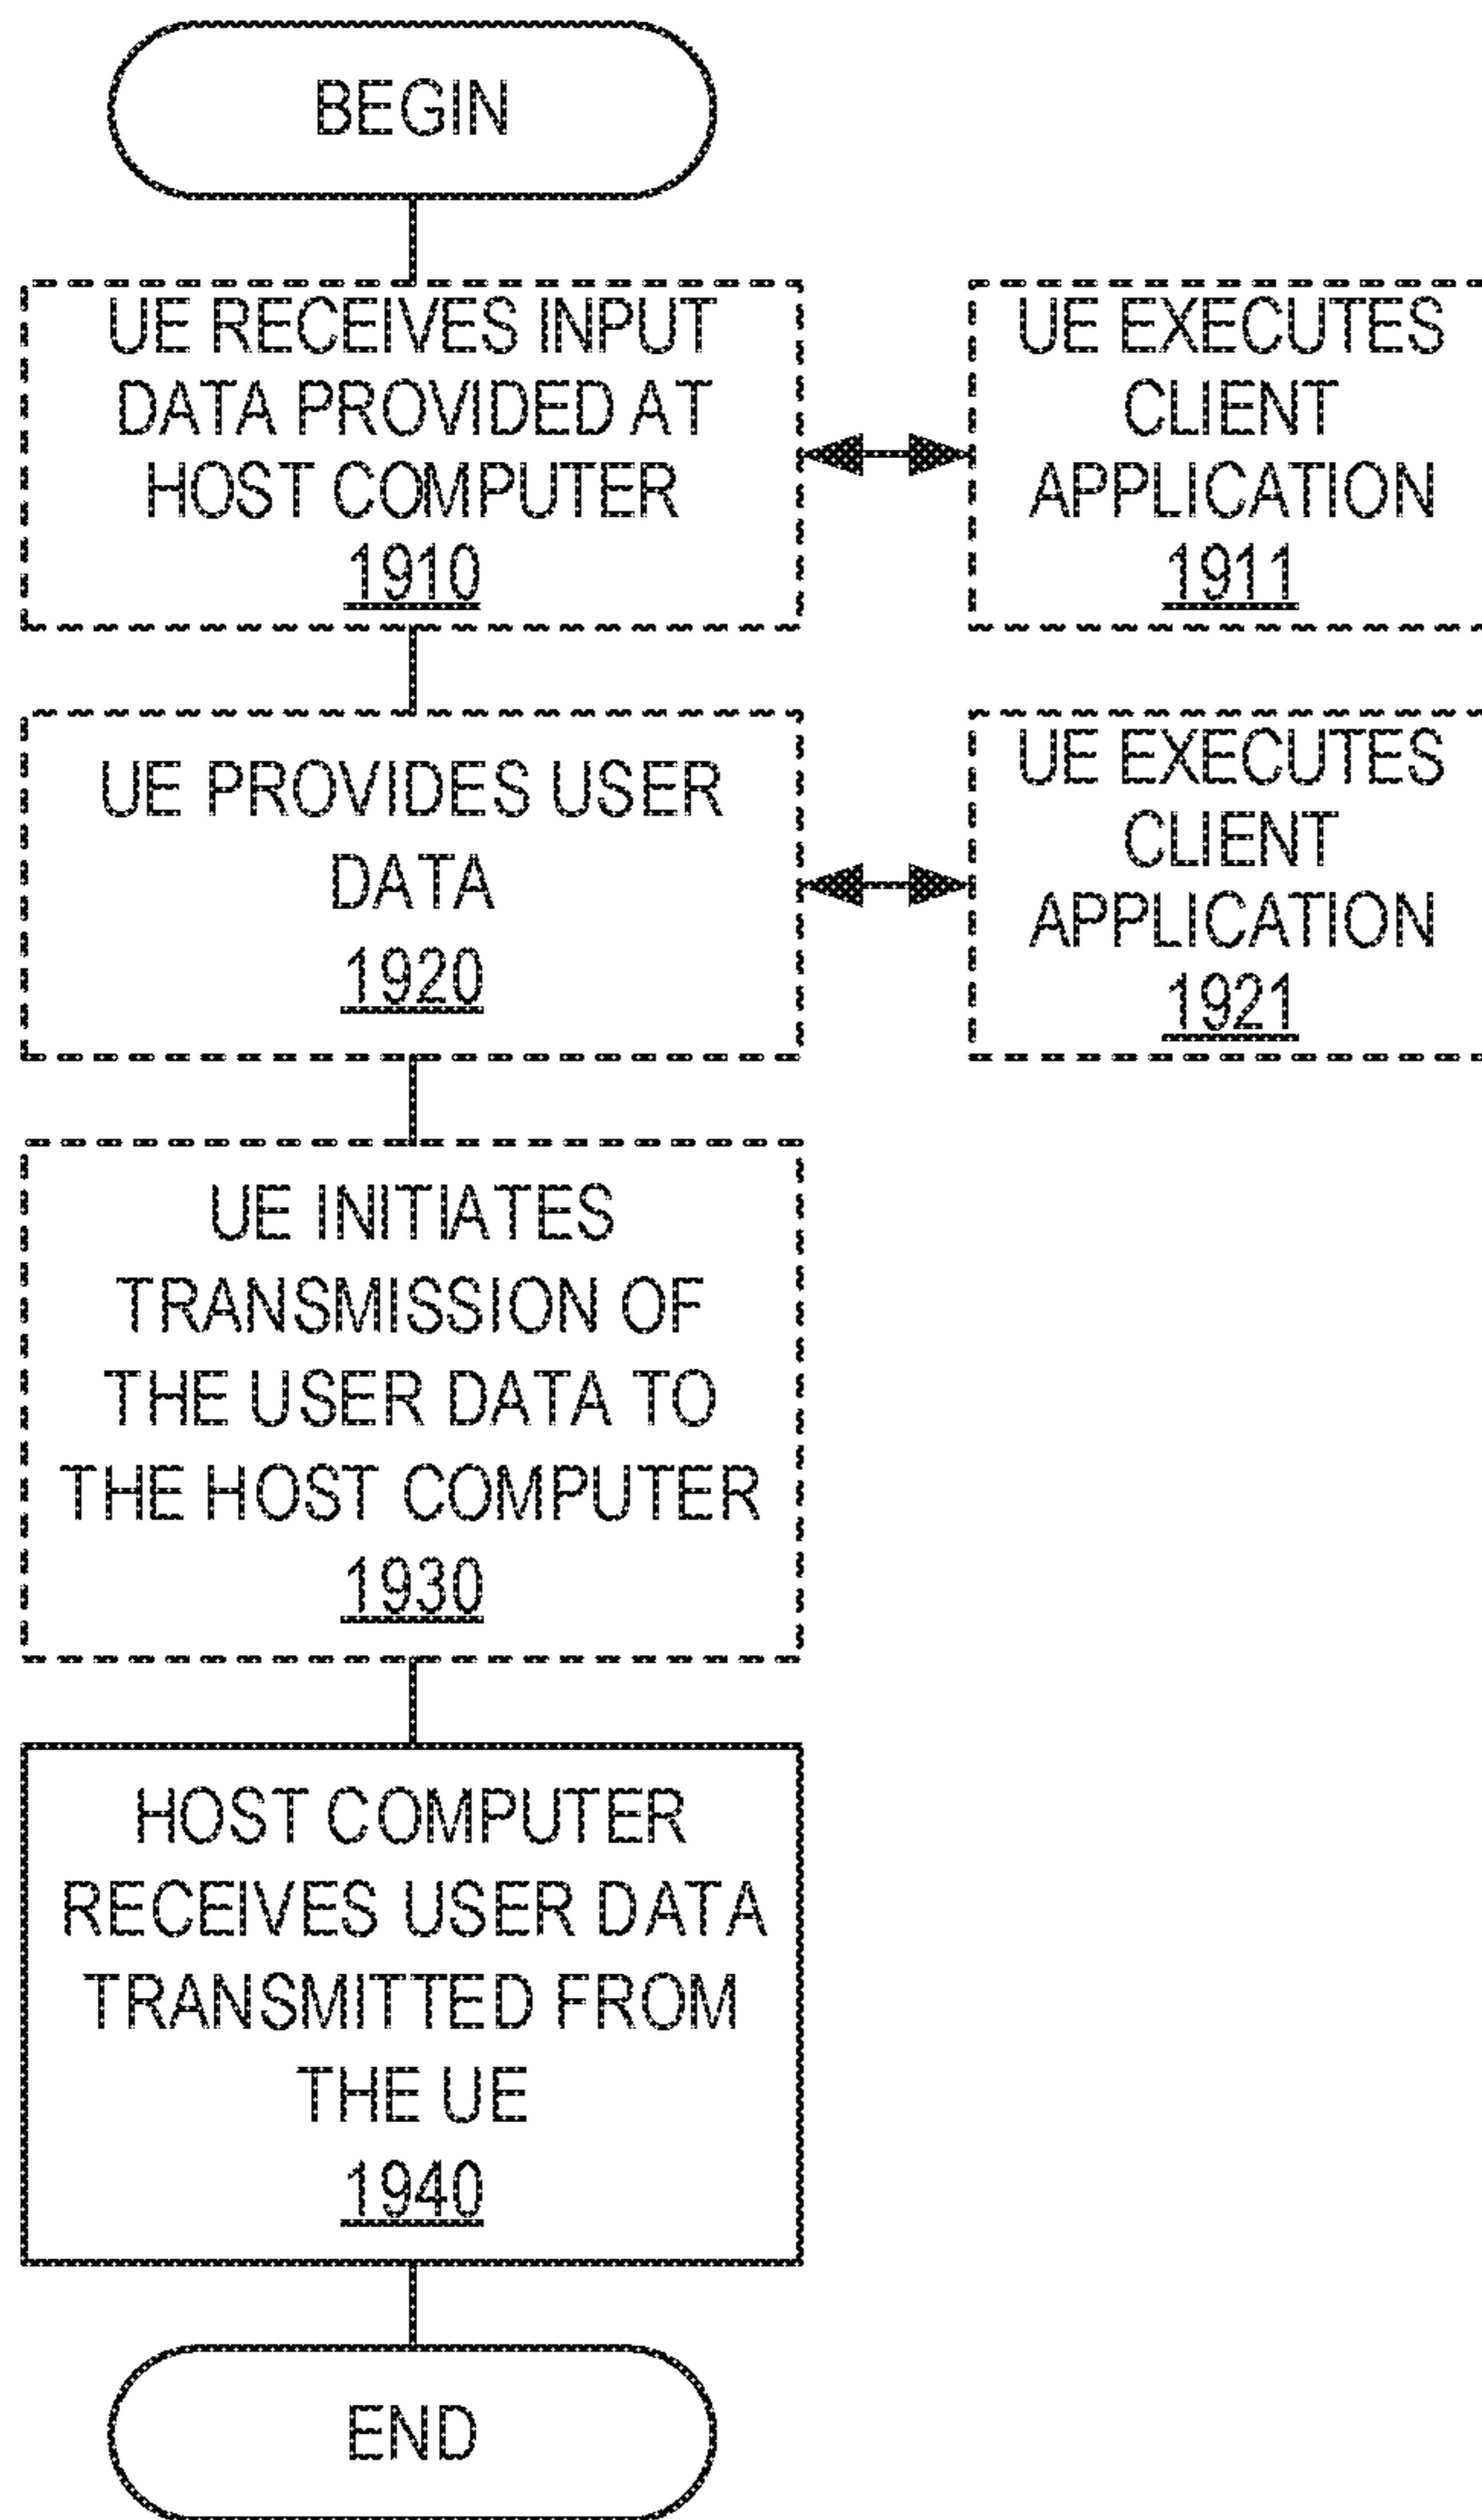 BEGIN
UE RECEIVES INPUT
DATA PROVIDED AT
HOST COMPUTER
1910
UE EXECUTES
CLIENT
APPLICATION
1911
UE PROVIDES USER
DATA
1920
UE EXECUTES
CLIENT
APPLICATION
1921
UE INITIATES
TRANSMISSION OF
THE USER DATA TO
THE HOST COMPUTER
1930
HOST COMPUTER
RECEIVES USER DATA
TRANSMITTED FROM
THE UE
1940
END